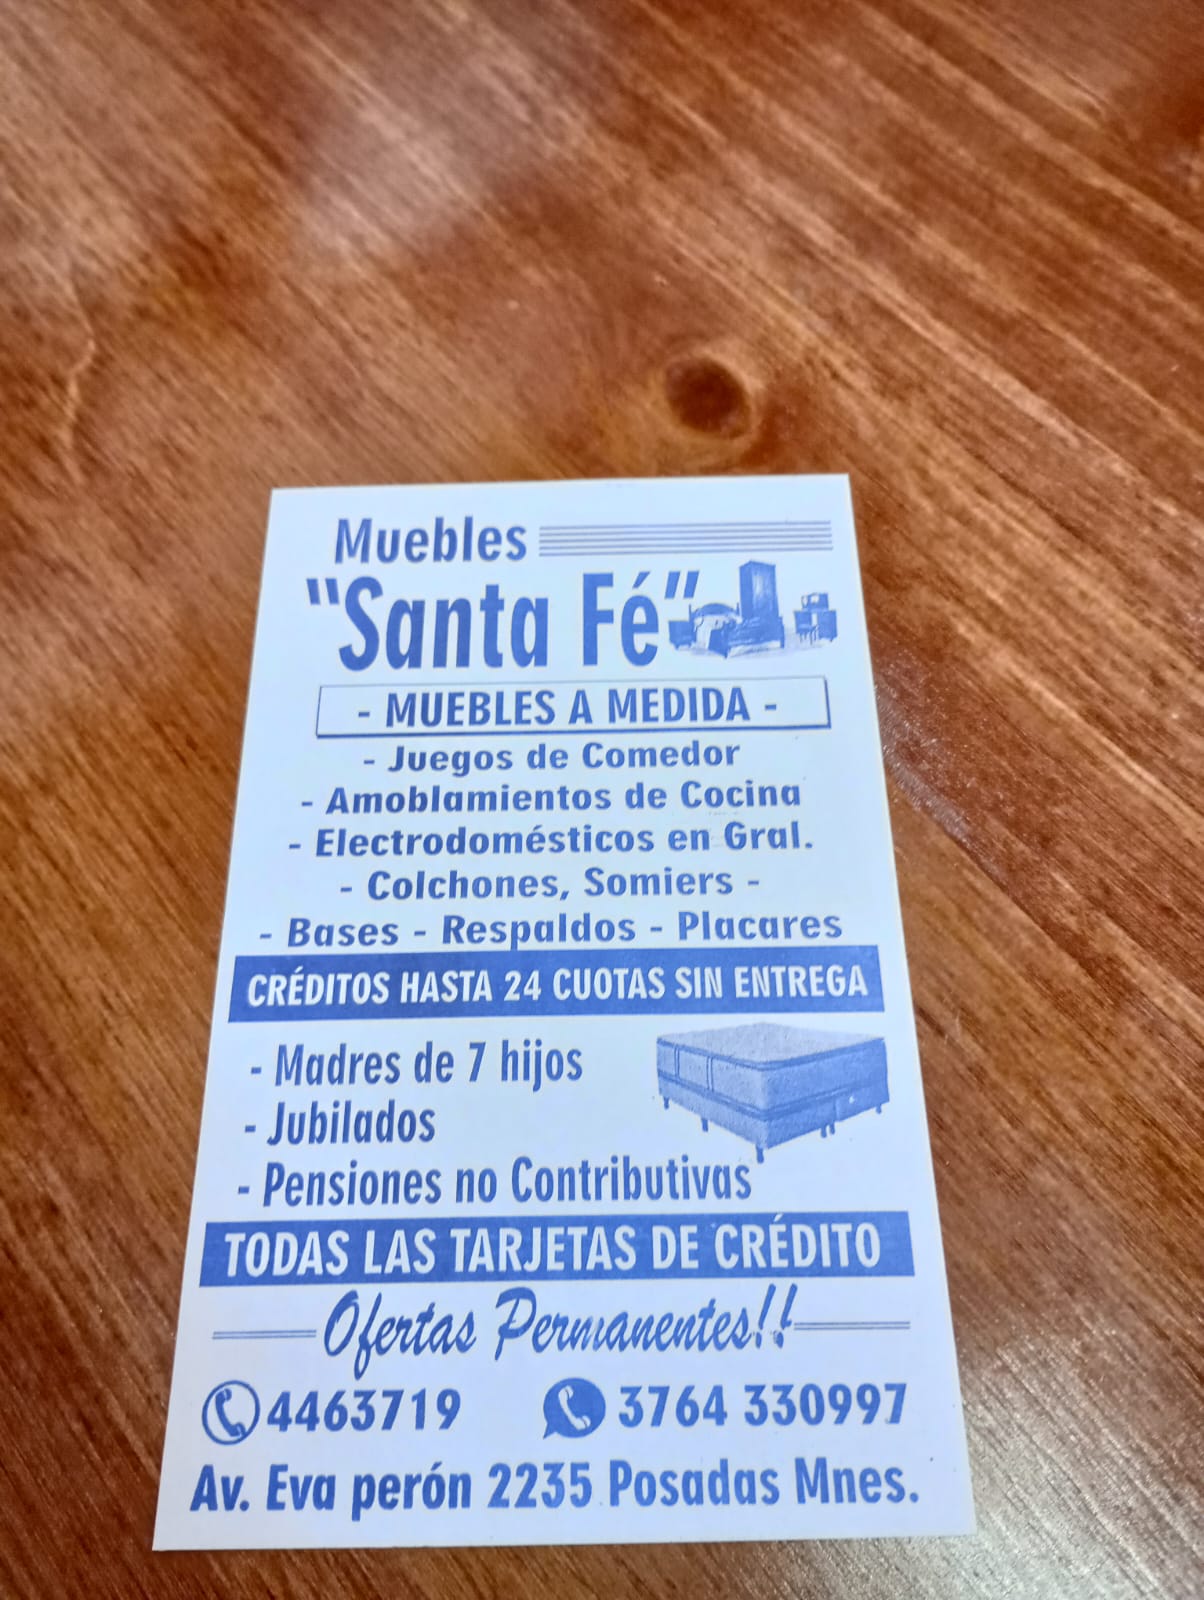 Muebles
"Santa Fé"
- MUEBLES A MEDIDA -
- Juegos de Comedor
- Amoblamientos de Cocina
- Electrodomésticos en Gral.
- Colchones, Somiers -
- Bases - Respaldos - Placares
CRÉDITOS HASTA 24 CUOTAS SIN ENTREGA
- Madres de 7 hijos
- Jubilados
- Pensiones no Contributivas
TODAS LAS TARJETAS DE CRÉDITO
Ofertas Permanentes!!
4463719 3764 330997
Av. Eva perón 2235 Posadas Mnes.